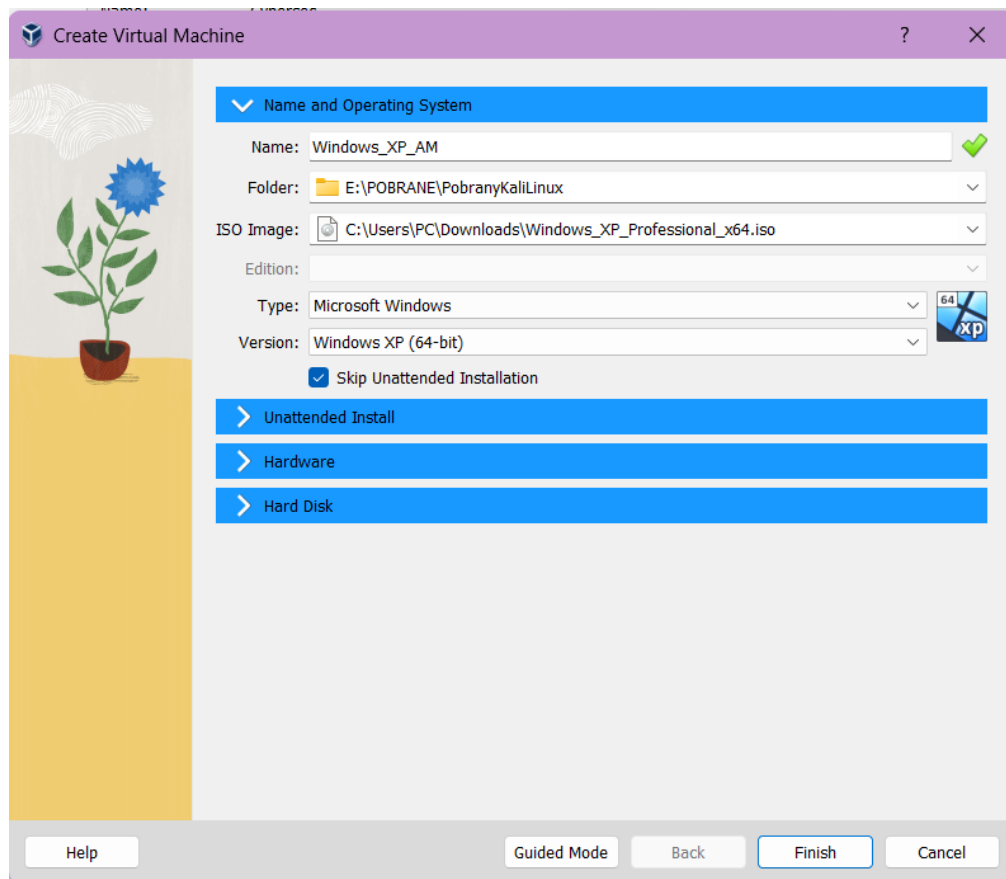 Create Virtual Machine ?
Name and Operating System
Name: Windows_XP_AM
Folder: E:\POBRANE\PobranyKaliLinux
ISO Image: C:\Users\PC\Downloads\Windows_XP_Professional_x64.iso
Edition:
Type: Microsoft Windows
64
xp
Version: Windows XP (64-bit)
Skip Unattended Installation
Unattended Install
Hardware
Hard Disk
Help Guided Mode Back Finish Cancel